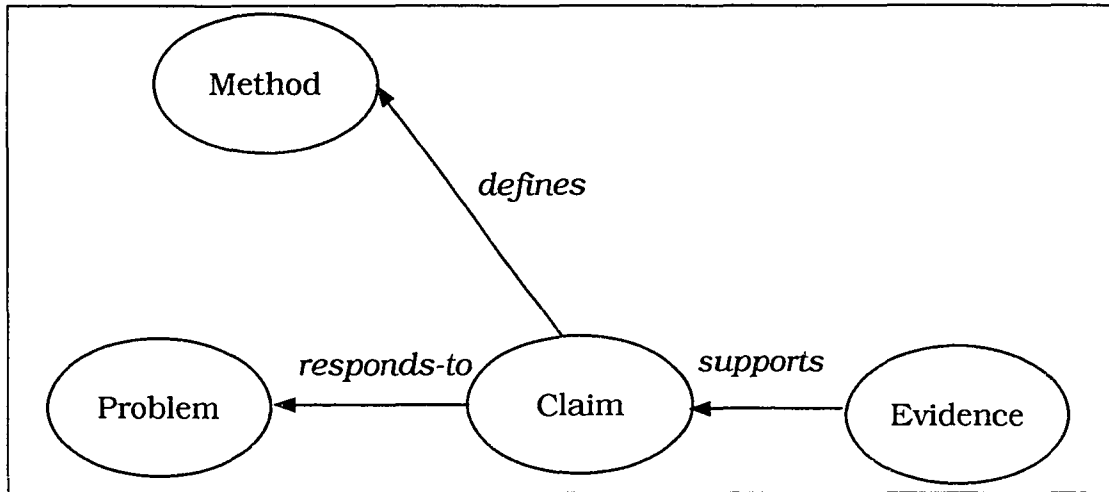 Method
defines
responds-to
supports
Problem
Claim
Evidence